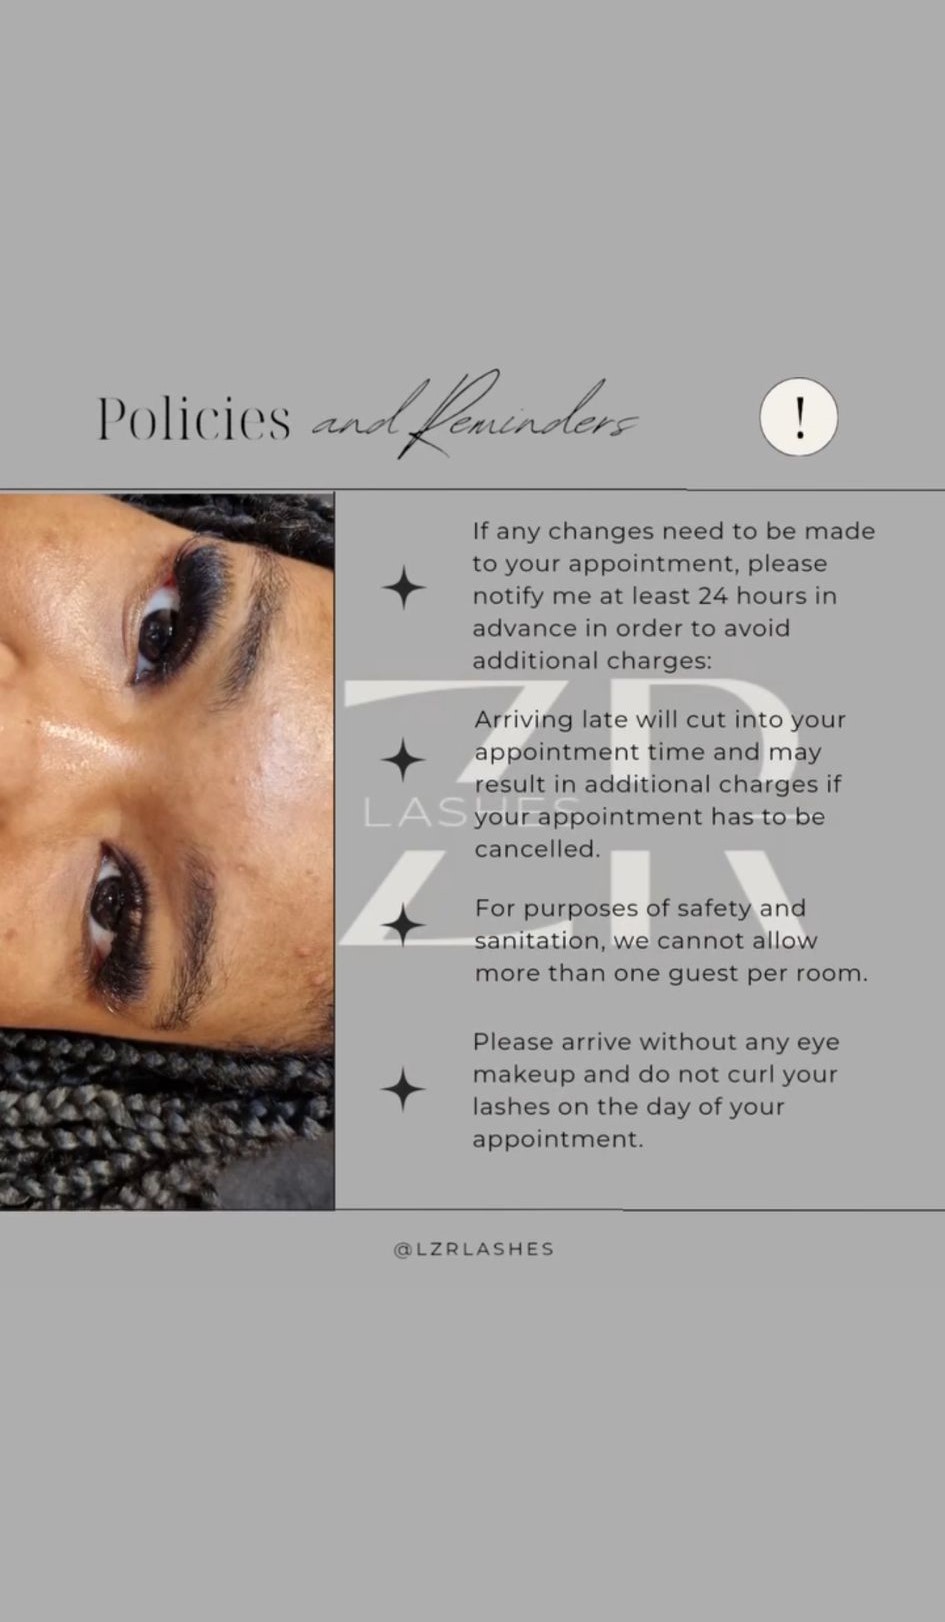 Policies and Reminders
!
If any changes need to be made
to your appointment, please
notify me at least 24 hours in
advance in order to avoid
additional charges:
Arriving late will cut into your
appointment time and may
result in additional charges if
your appointment has to be
cancelled.
For purposes of safety and
sanitation, we cannot allow
more than one guest per room.
Please arrive without any eye
makeup and do not curl your
lashes on the day of your
appointment.
ZR
LASHES
@LZRLASHES